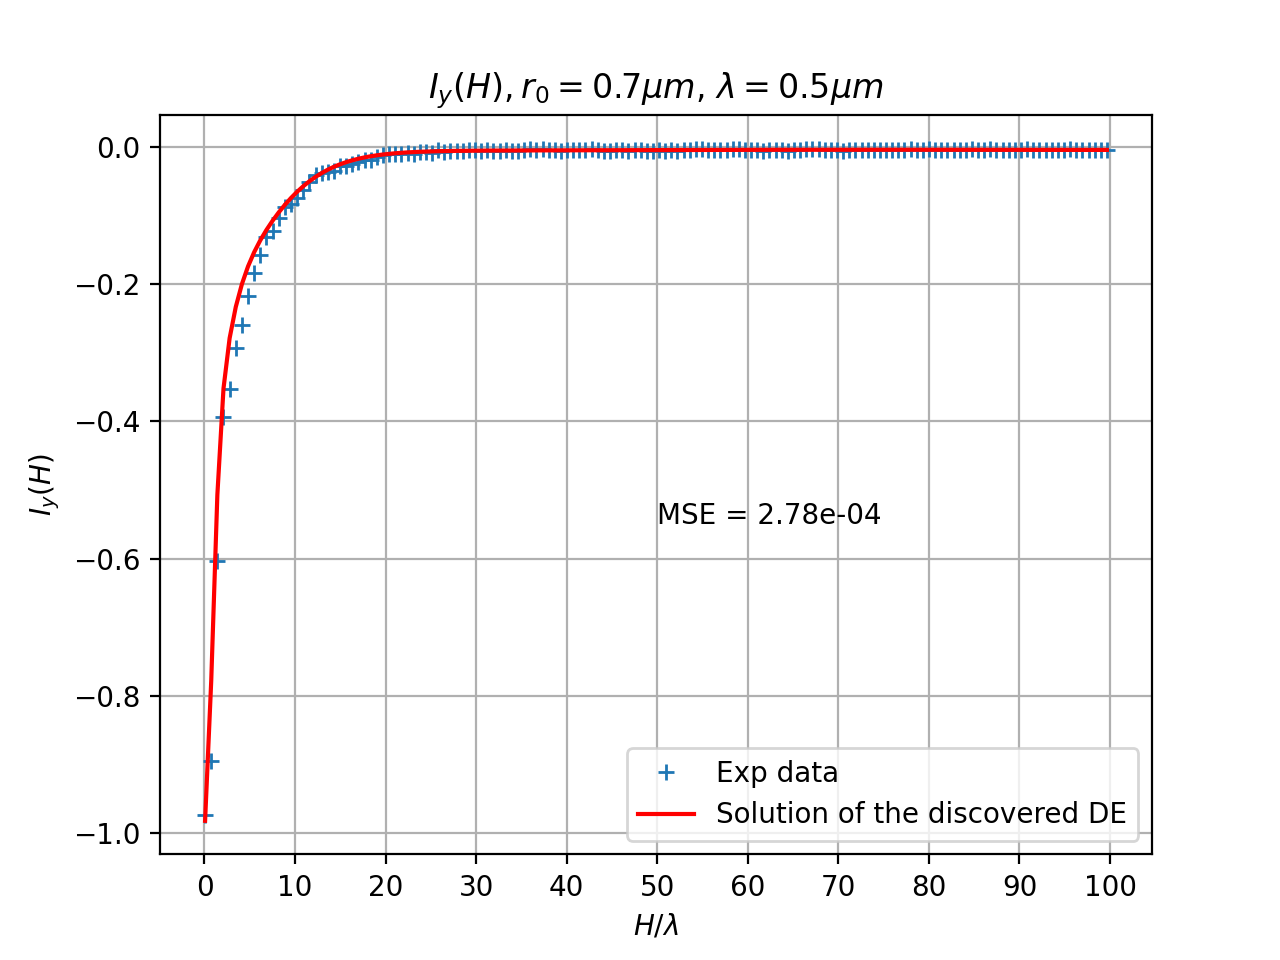 I_y(H), r_0 = 0.7μm, λ = 0.5μm
0.0
−0.2
−0.4
−0.6
−0.8
−1.0
I_y(H)
MSE = 2.78e-04
Exp data
Solution of the discovered DE
0 10 20 30 40 50 60 70 80 90 100
H/λ